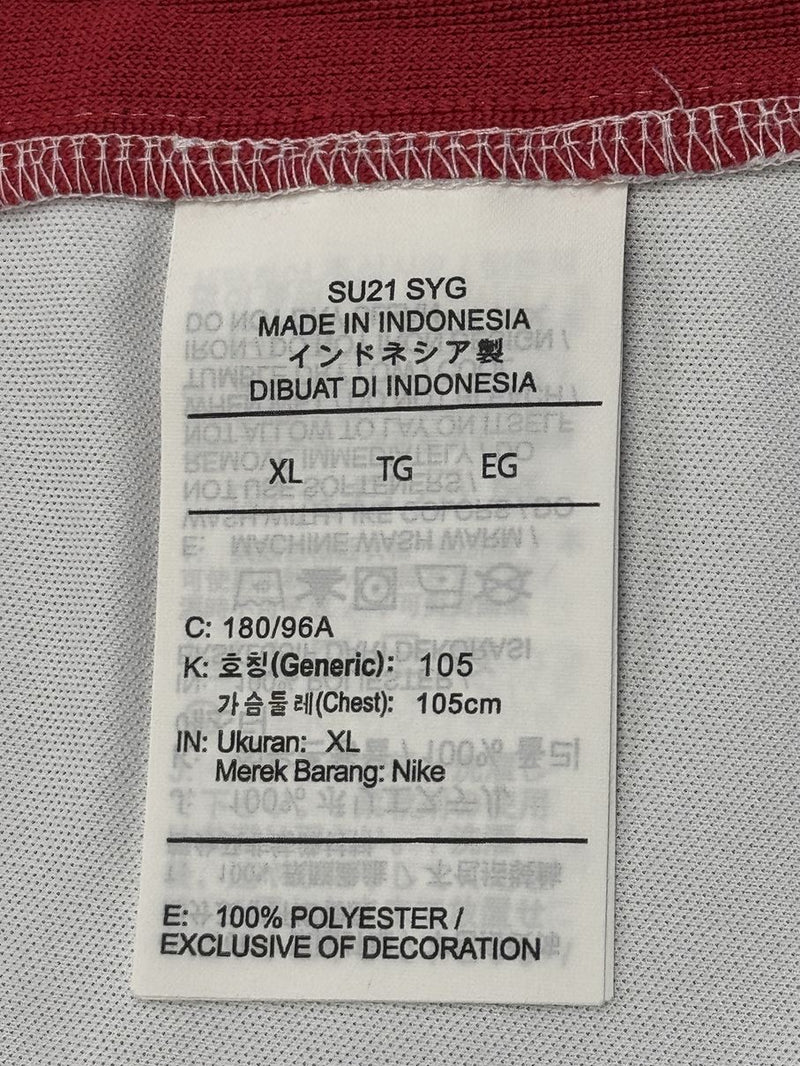 SU21 SYG
MADE IN INDONESIA
インドネシア製
DIBUAT DI INDONESIA
XL TG EG
C: 180/96A
K: 호칭(Generic): 105
가슴둘레(Chest): 105cm
IN: Ukuran: XL
Merek Barang: Nike
E: 100% POLYESTER /
EXCLUSIVE OF DECORATION